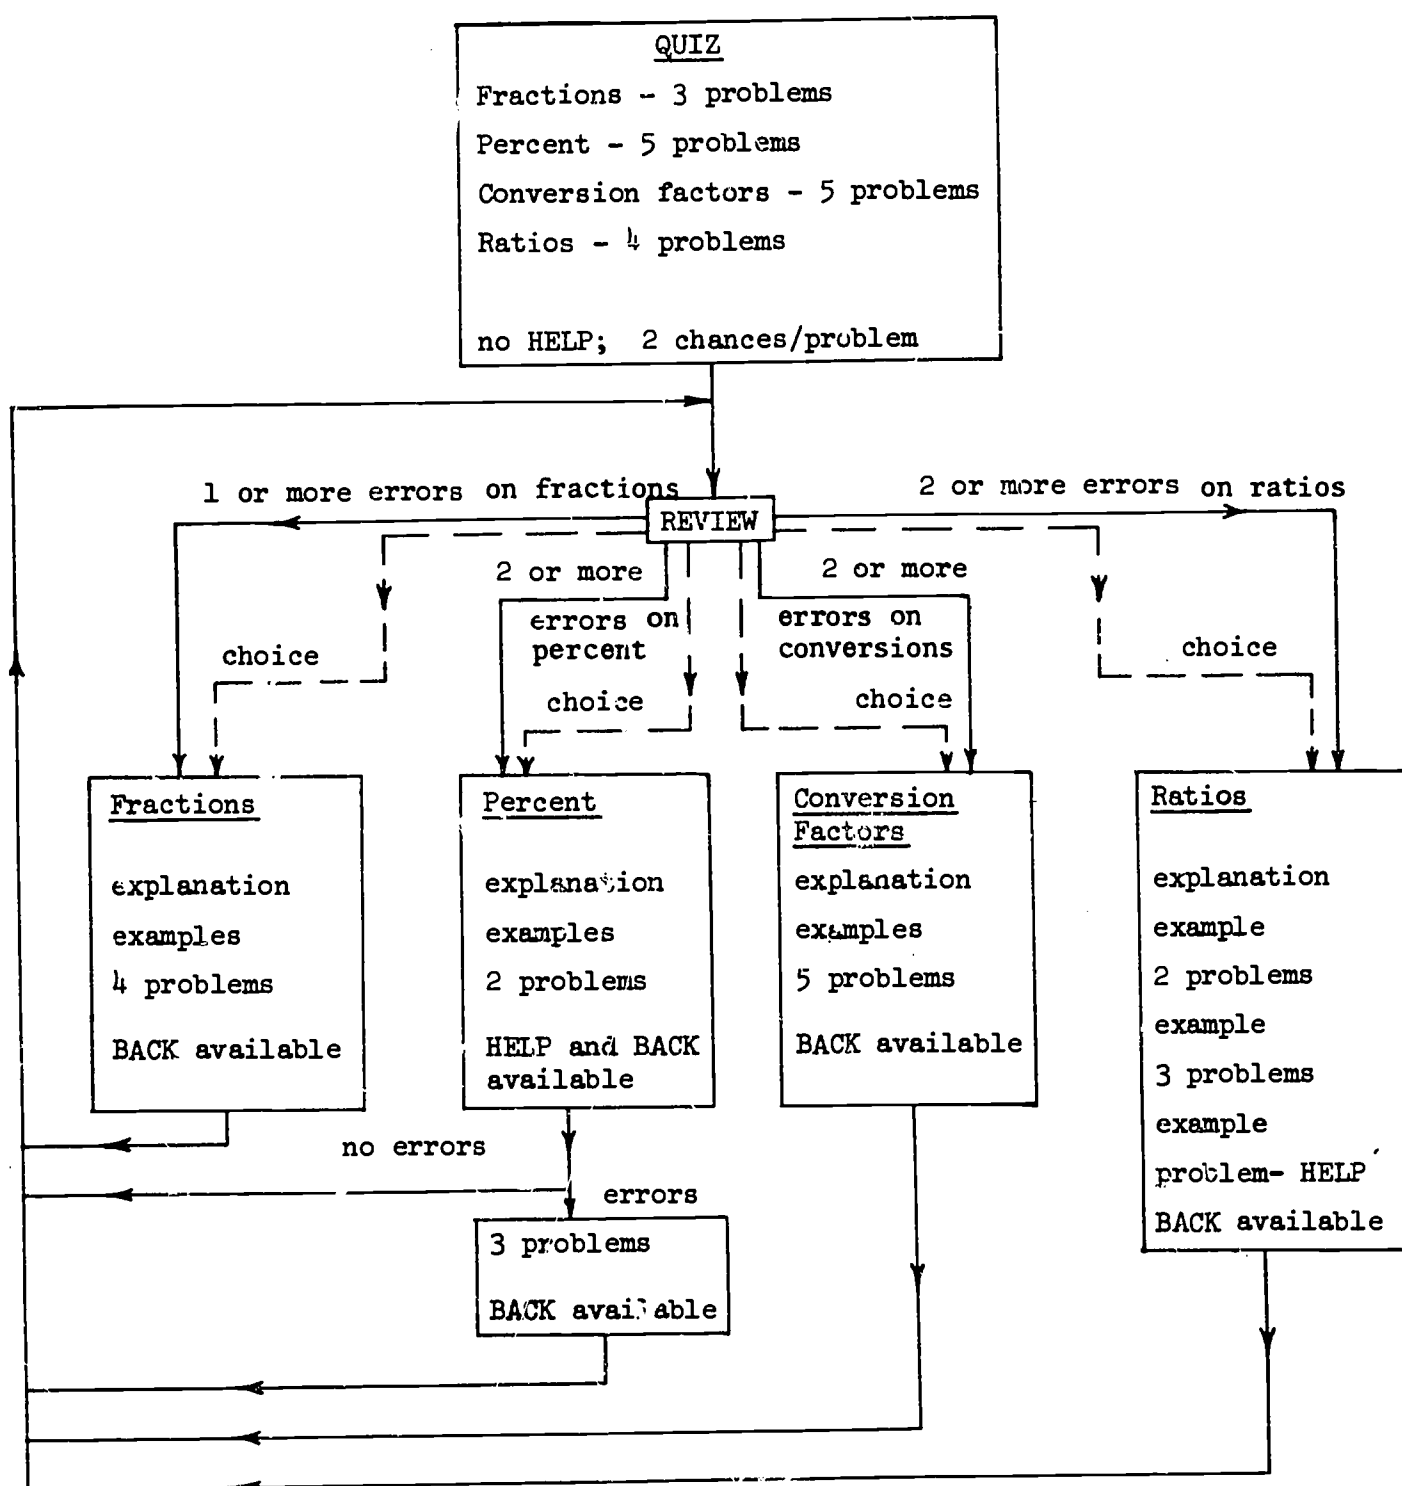 QUIZ
Fractions - 3 problems
Percent - 5 problems
Conversion factors - 5 problems
Ratios - 4 problems
no HELP; 2 chances/problem
1 or more errors on fractions
REVIEW
2 or more errors on ratios
2 or more
errors on
percent
2 or more
errors on
conversions
choice
choice
choice
choice
Fractions
explanation
examples
4 problems
BACK available
Percent
explanation
examples
2 problems
HELP and BACK
available
Conversion
Factors
explanation
examples
5 problems
BACK available
Ratios
explanation
example
2 problems
example
3 problems
example
problem- HELP
BACK available
no errors
errors
3 problems
BACK available